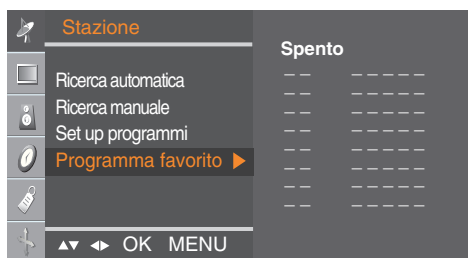 Stazione
Ricerca automatica
Ricerca manuale
Set up programmi
Programma favorito ▶
▲▼ ◀▶ OK MENU
Spento
– – – – – – –
– – – – – – –
– – – – – – –
– – – – – – –
– – – – – – –
– – – – – – –
– – – – – – –
– – – – – – –